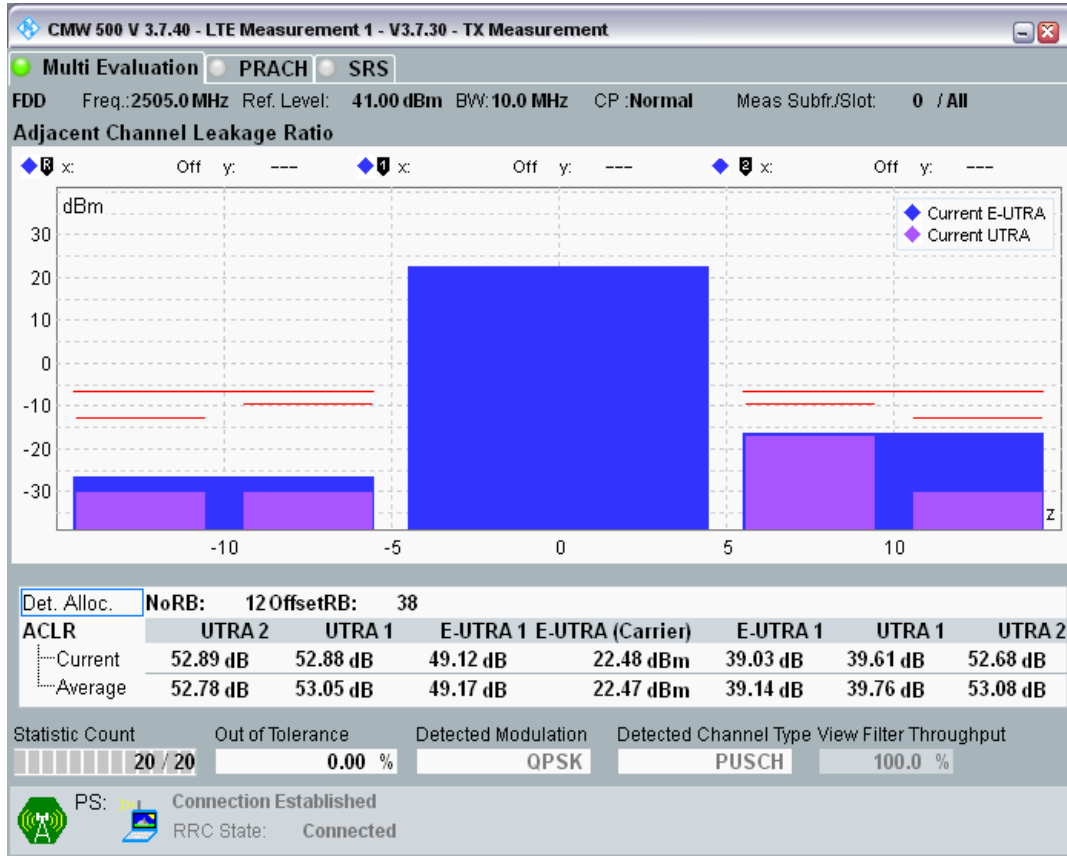 CMW 500 V 3.7.40 - LTE Measurement 1 - V3.7.30 - TX Measurement
Multi Evaluation PRACH SRS
FDD Freq.:2505.0 MHz Ref. Level: 41.00 dBm BW: 10.0 MHz CP :Normal Meas Subfr./Slot: 0 / All
Adjacent Channel Leakage Ratio
R x: Off y: --- 1 x: Off y: --- 2 x: Off y: ---
dBm
Current E-UTRA
Current UTRA
30
20
10
0
-10
-20
-30
z
-10 -5 0 5 10
Det. Alloc. NoRB: 12 OffsetRB: 38
ACLR UTRA 2 UTRA 1 E-UTRA 1 E-UTRA (Carrier) E-UTRA 1 UTRA 1 UTRA 2
Current 52.89 dB 52.88 dB 49.12 dB 22.48 dBm 39.03 dB 39.61 dB 52.68 dB
Average 52.78 dB 53.05 dB 49.17 dB 22.47 dBm 39.14 dB 39.76 dB 53.08 dB
Statistic Count Out of Tolerance Detected Modulation Detected Channel Type View Filter Throughput
20 / 20 0.00 % QPSK PUSCH 100.0 %
PS: Connection Established
RRC State: Connected